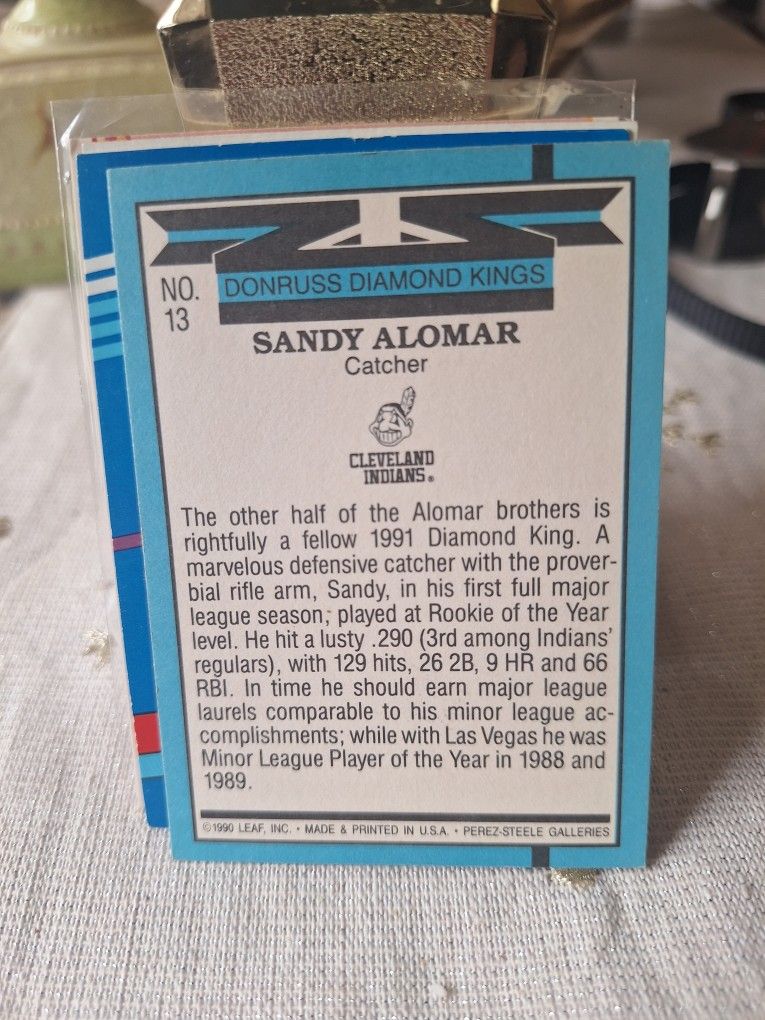 NO.
13
DONRUSS DIAMOND KINGS
SANDY ALOMAR
Catcher
CLEVELAND
INDIANS®
The other half of the Alomar brothers is
rightfully a fellow 1991 Diamond King. A
marvelous defensive catcher with the prover-
bial rifle arm, Sandy, in his first full major
league season, played at Rookie of the Year
level. He hit a lusty .290 (3rd among Indians'
regulars), with 129 hits, 26 2B, 9 HR and 66
RBI. In time he should earn major league
laurels comparable to his minor league ac-
complishments; while with Las Vegas he was
Minor League Player of the Year in 1988 and
1989.
©1990 LEAF, INC. • MADE & PRINTED IN U.S.A. • PEREZ-STEELE GALLERIES